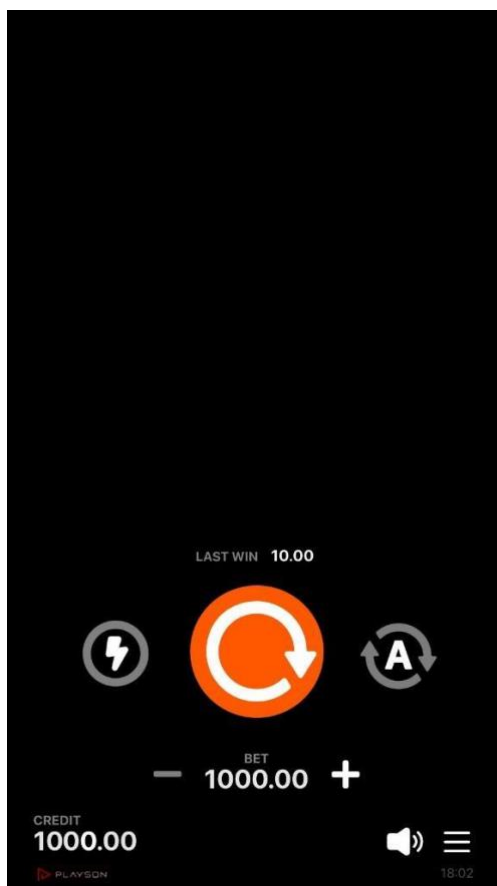 LAST WIN 10.00
A
BET
1000.00
CREDIT
1000.00
PLAYSON
18:02